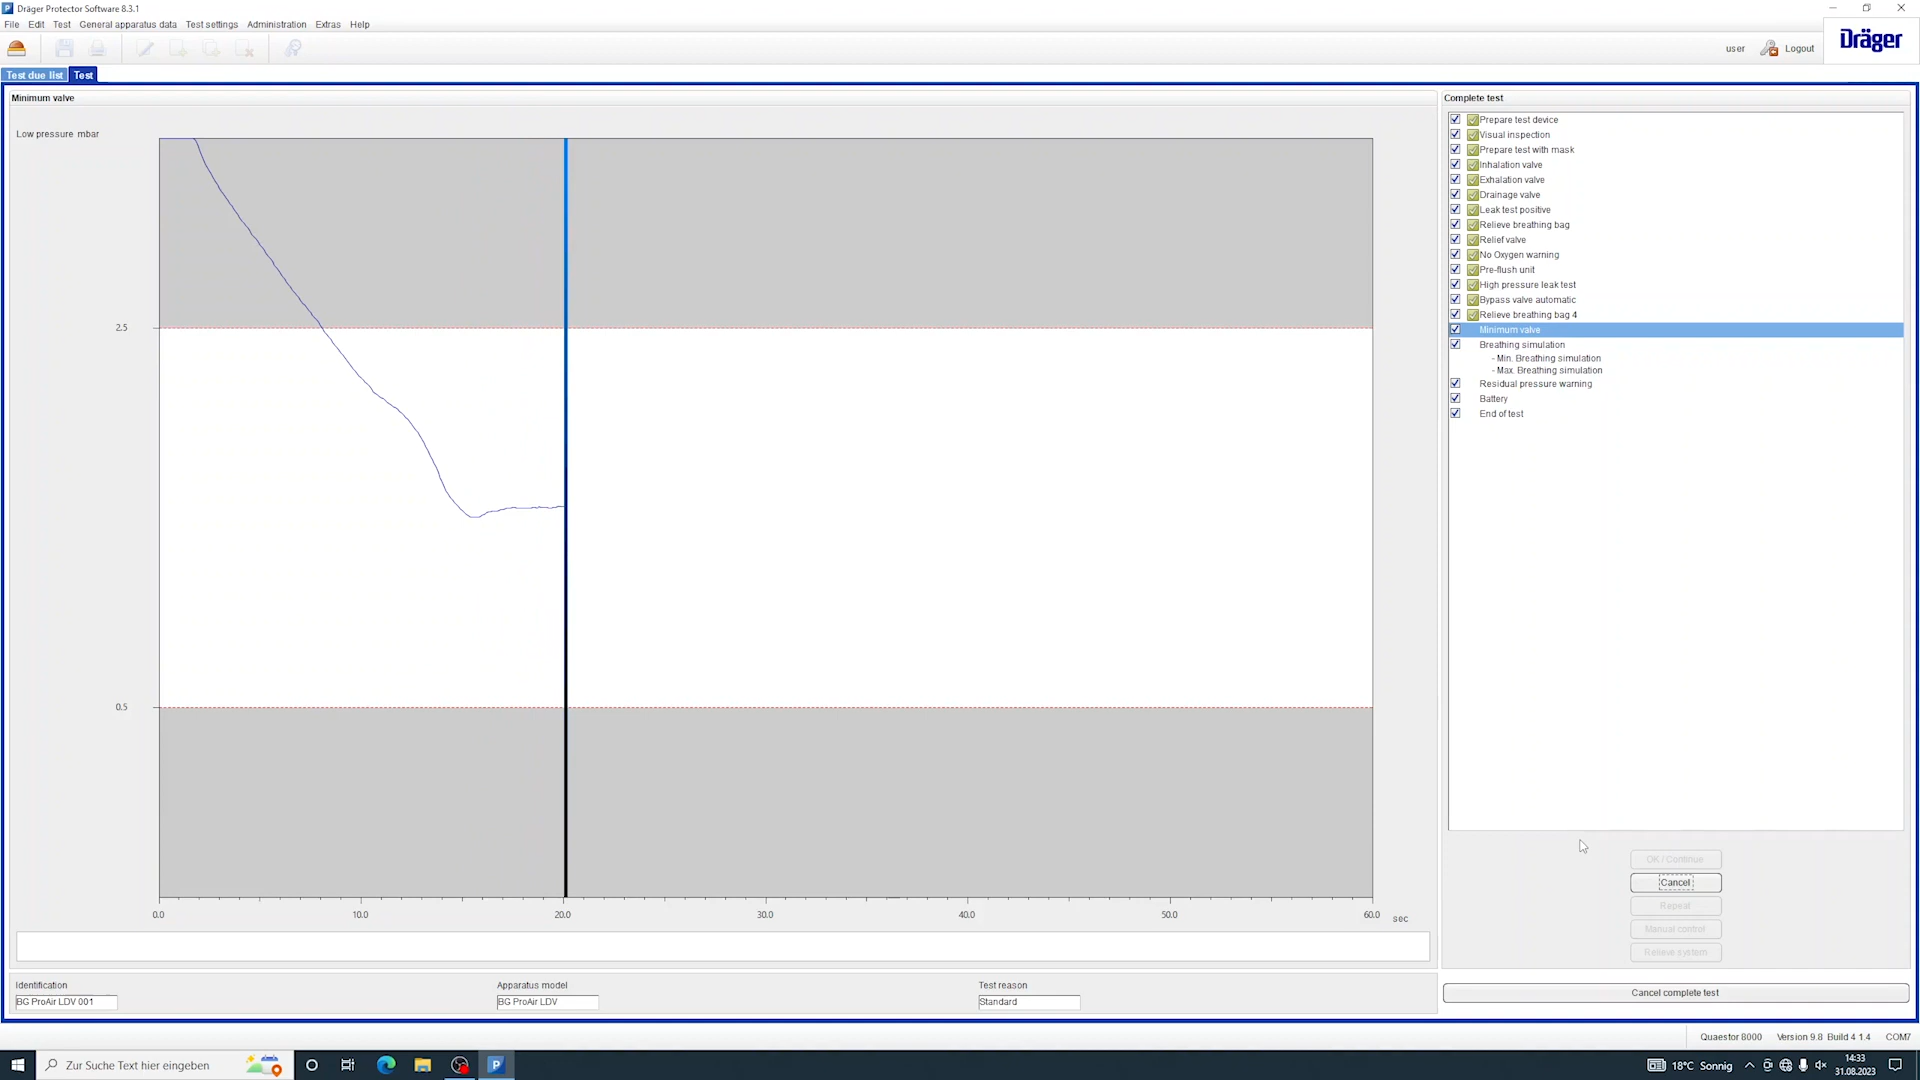 Dräger Protector Software 8.3.1
File Edit Test General apparatus data Test settings Administration Extras Help
user Logout Dräger
Test due list Test
Minimum valve
Low pressure mbar
2.5
0.5
0.0 10.0 20.0 30.0 40.0 50.0 60.0 sec
Complete test
Prepare test device
Visual inspection
Prepare test with mask
Inhalation valve
Exhalation valve
Drainage valve
Leak test positive
Relieve breathing bag
Relief valve
No Oxygen warning
Pre-flush unit
High pressure leak test
Bypass valve automatic
Relieve breathing bag 4
Minimum valve
Breathing simulation
- Min. Breathing simulation
- Max. Breathing simulation
Residual pressure warning
Battery
End of test
OK / Continue
Cancel
Repeat
Manual control
Relieve system
Identification Apparatus model Test reason
BG ProAir LDV 001 BG ProAir LDV Standard
Cancel complete test
Quaestor 8000 Version 9.8 Build 4 1.4 COM7
Zur Suche Text hier eingeben
18°C Sonnig
14:33
31.08.2023